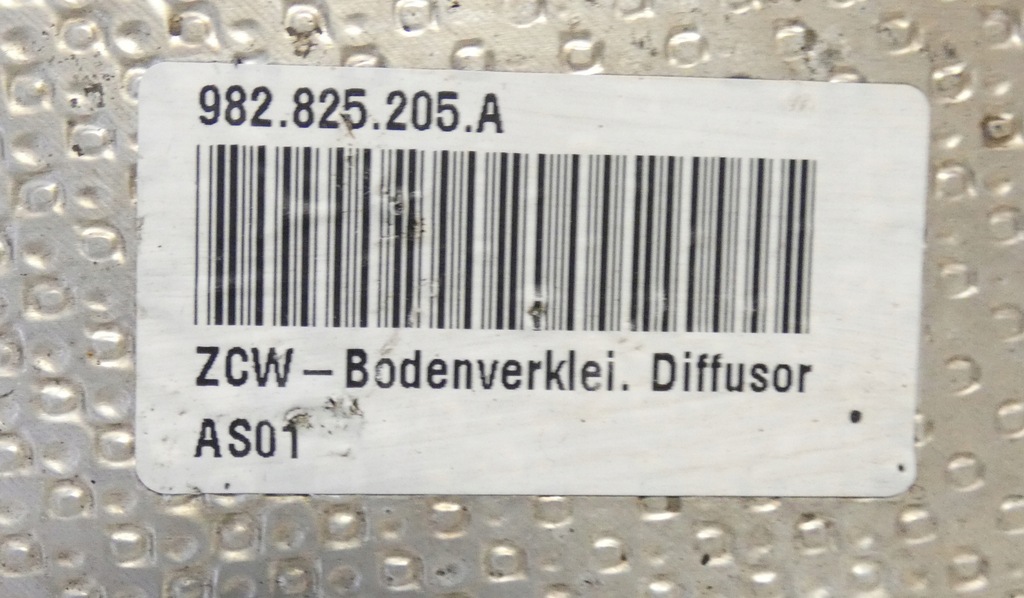 982.825.205.A
ZCW – Bodenverklei. Diffusor
AS01